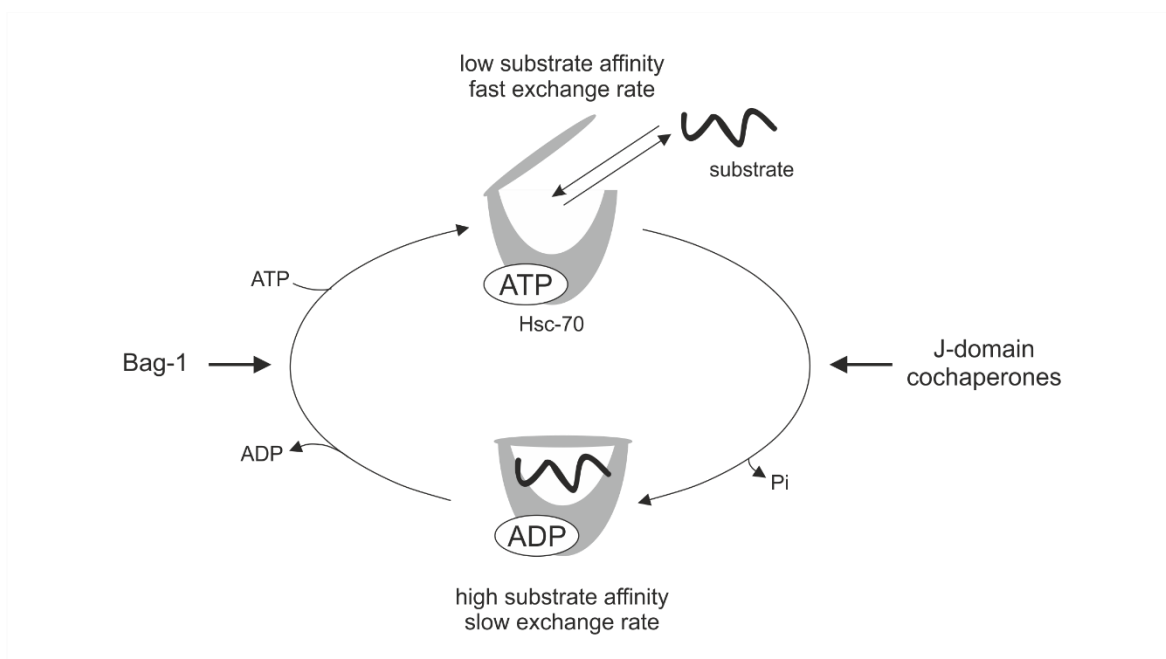 low substrate affinity
fast exchange rate
substrate
ATP
ATP
Hsc-70
Bag-1
J-domain
cochaperones
ADP
Pi
ADP
high substrate affinity
slow exchange rate